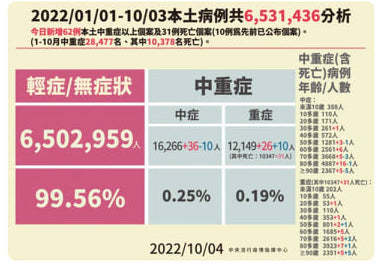 2022/01/01-10/03本土病例共6,531,436分析
今日新增62例本土中重症以上個案及31例死亡個案(10例爲先前已公布個案)。
(1-10月中重症28,477名、其中10,378名死亡)。
輕症/無症狀
6,502,959人
99.56%
中重症
中症
重症
16,266+36-10人
12,149+26+10人
(其中死亡:10347+31人)
0.25%
0.19%
中重症(含
死亡)病例
年齡/人數
中症:
未滿10歲 388人
10多歲 110人
20多歲 171人
30多歲 261+1人
40多歲 572人
50多歲 1281+3-1人
60多歲 2561+6人
70多歲 3668+5-3人
80多歲 4887+16-1人
≥90多歲 2367+5-5人
重症(其中10347+31人死亡):
未滿10歲 202人
10多歲 55人
20多歲 53+1人
30多歲 110人
40多歲 353+1人
50多歲 801+2+1人
60多歲 1685+5人
70多歲 2616+5+3人
80多歲 3923+7+1人
≥90多歲 2351+5+5人
2022/10/04 中央流行疫情指揮中心